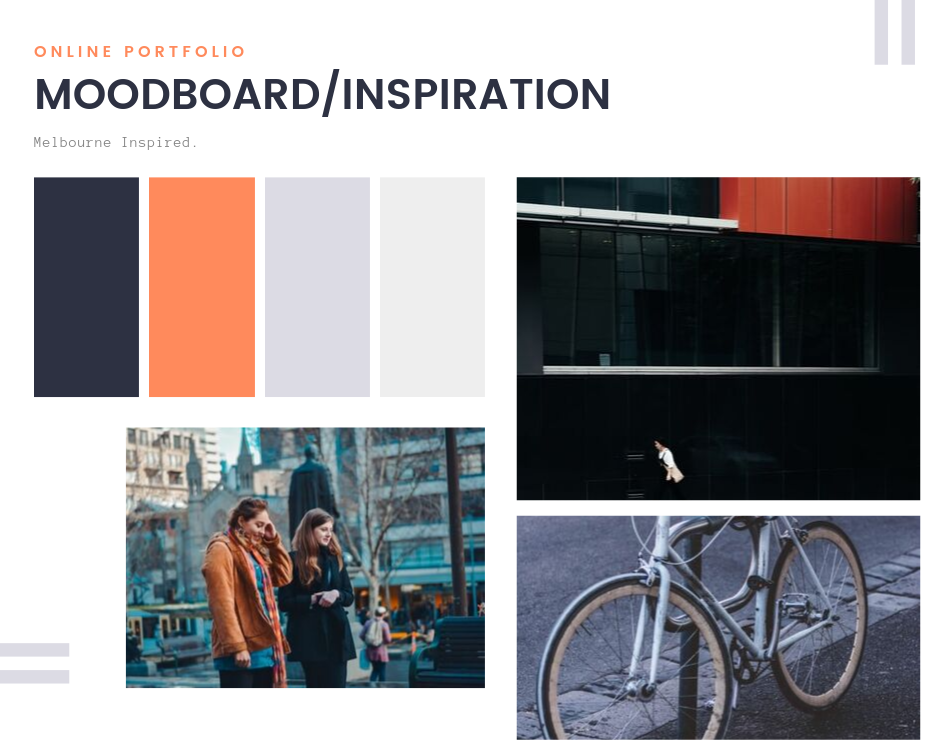 ONLINE PORTFOLIO
MOODBOARD/INSPIRATION
Melbourne Inspired.